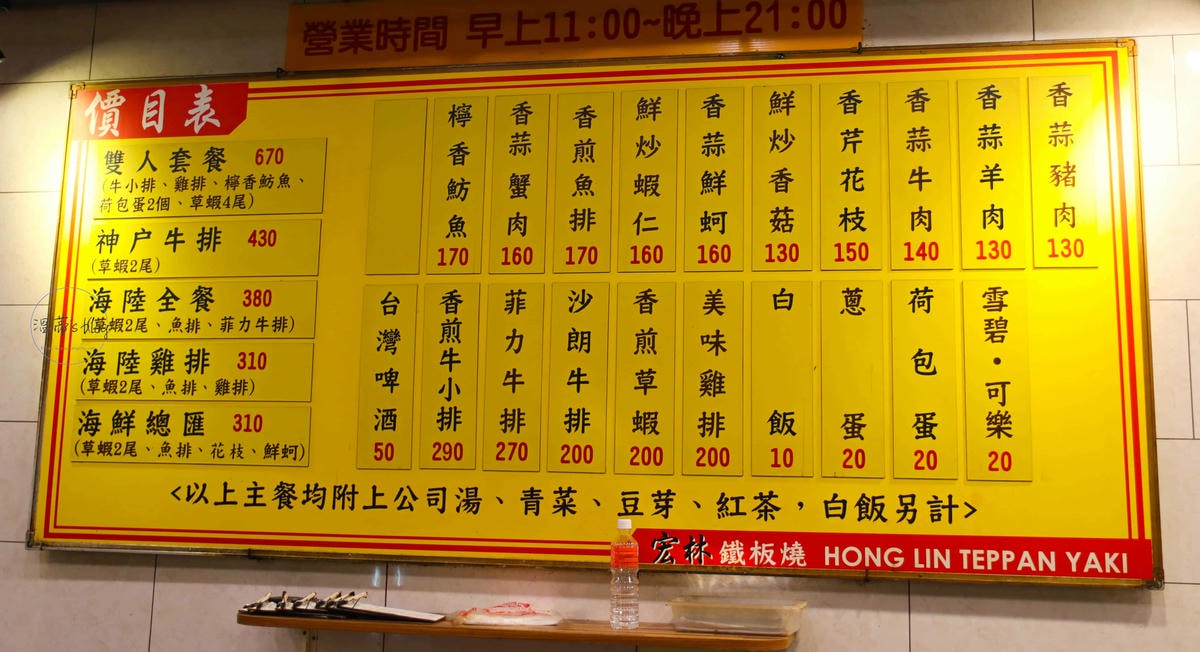 營業時間 早上11:00~晚上21:00
價目表
雙人套餐 670
(牛小排、雞排、檸香魴魚、
荷包蛋2個、草蝦4尾)
神戶牛排 430
(草蝦2尾)
海陸全餐 380
(草蝦2尾、魚排、菲力牛排)
海陸雞排 310
(草蝦2尾、魚排、雞排)
海鮮總匯 310
(草蝦2尾、魚排、花枝、鮮蚵)
香蒜豬肉 130
香蒜羊肉 130
香蒜牛肉 140
香芹花枝 150
鮮炒香菇 130
香蒜鮮蚵 160
鮮炒蝦仁 160
香煎魚排 170
香蒜蟹肉 160
檸香魴魚 170
雪碧·可樂 20
荷包蛋 20
蔥蛋 20
白飯 10
美味雞排 200
香煎草蝦 200
沙朗牛排 200
菲力牛排 270
香煎牛小排 290
台灣啤酒 50
<以上主餐均附上公司湯、青菜、豆芽、紅茶，白飯另計>
宏林 鐵板燒 HONG LIN TEPPAN YAKI